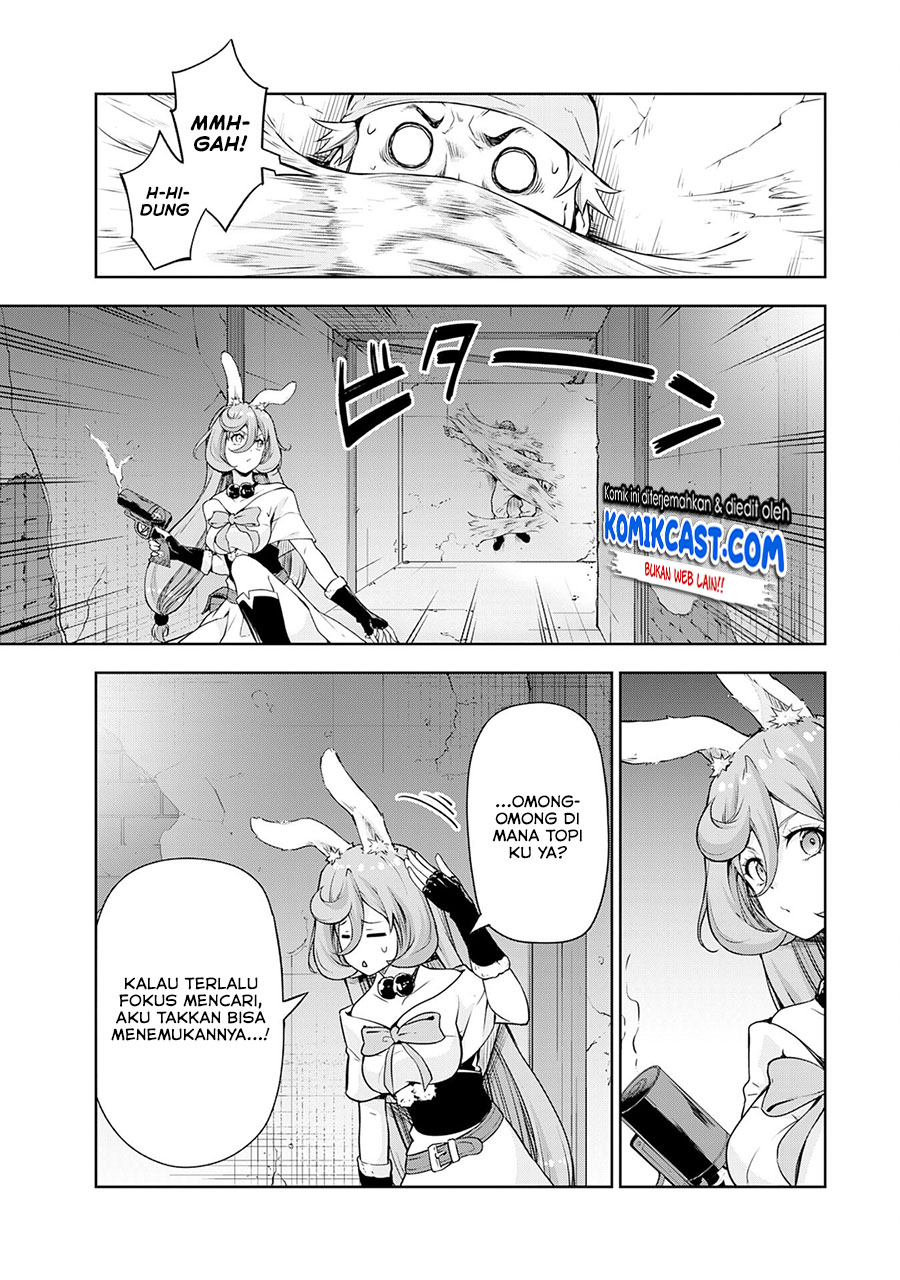 MMH-
GAH!
H-HI-
DUNG
ビターーン
Komik ini diterjemahkan & diedit oleh
KOMIKCAST.COM
BUKAN WEB LAIN!!
...OMONG-
OMONG DI
MANA TOPI
KU YA?
KALAU TERLALU
FOKUS MENCARI,
AKU TAKKAN BISA
MENEMUKANNYA...!